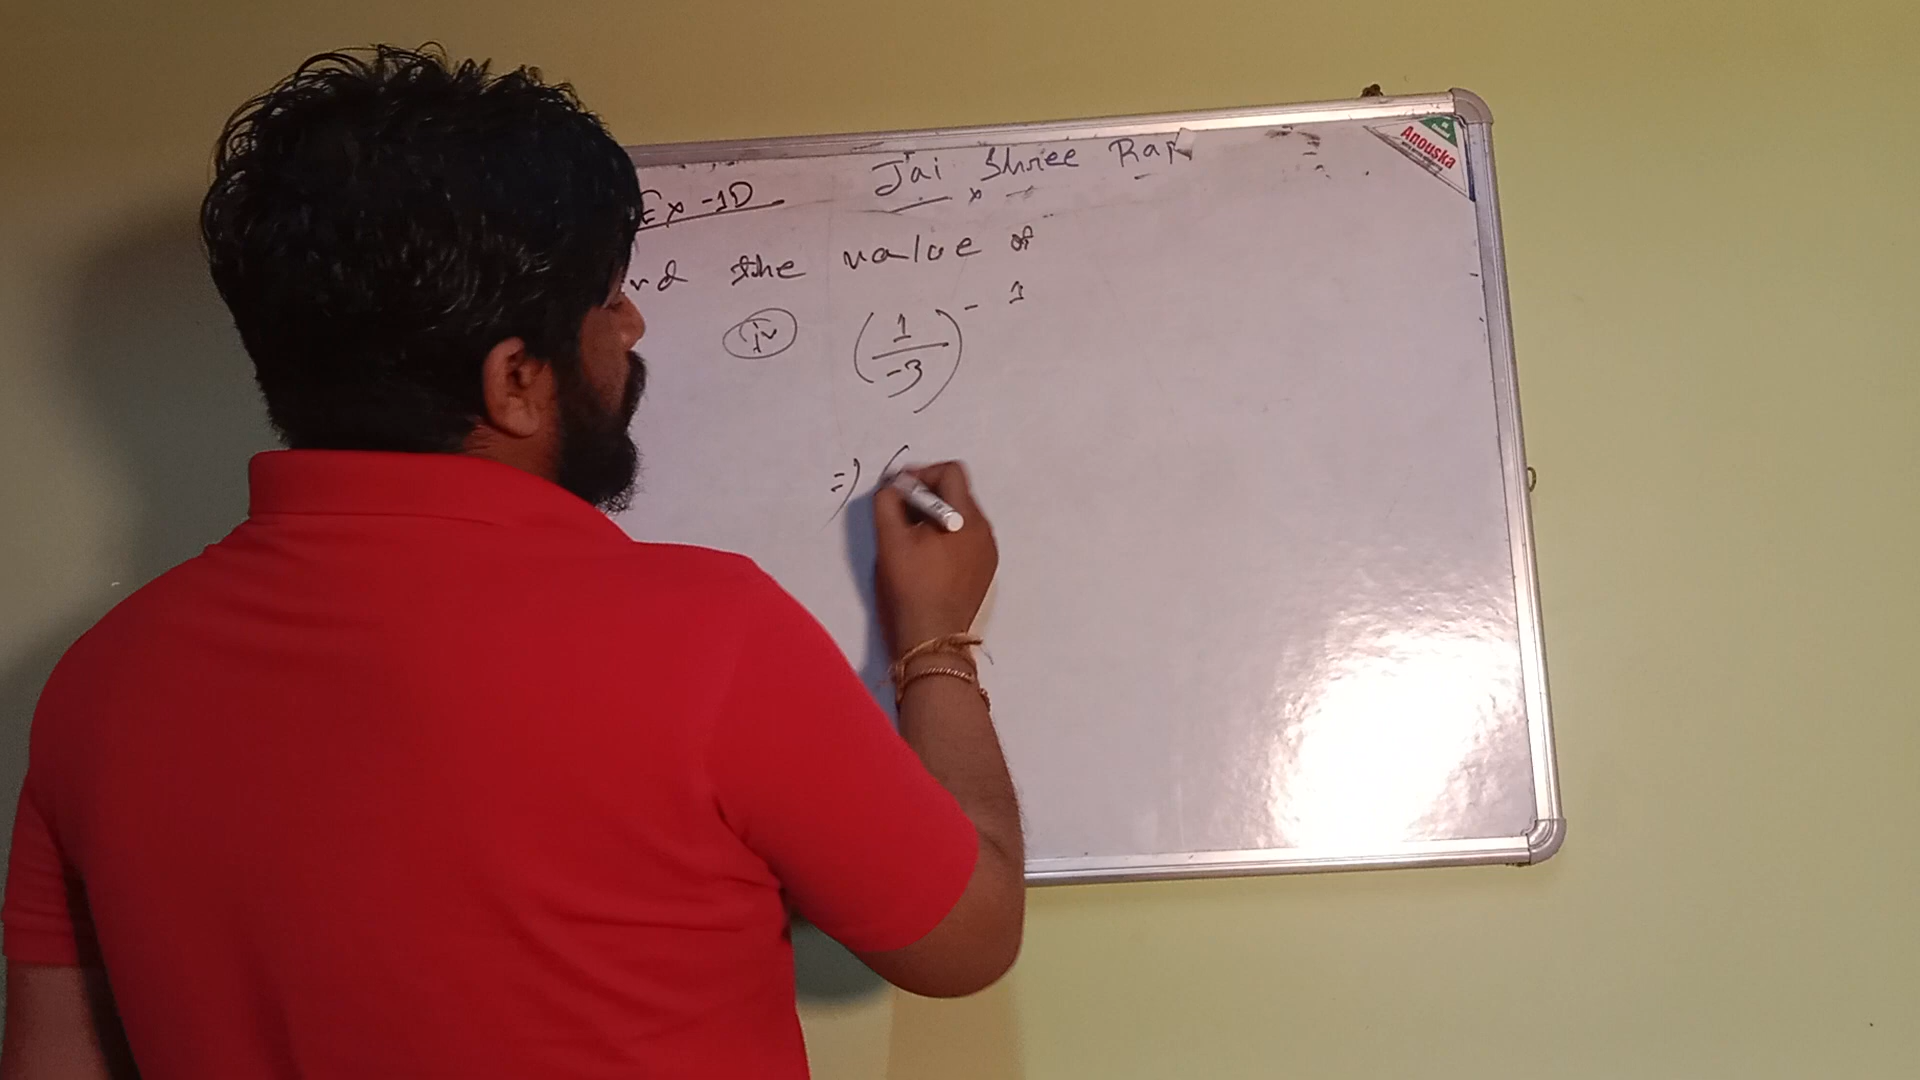 Jai Shree Ra
Anouska
Ex -1D
nd the value of
iv (1/-3)^-1
=) (